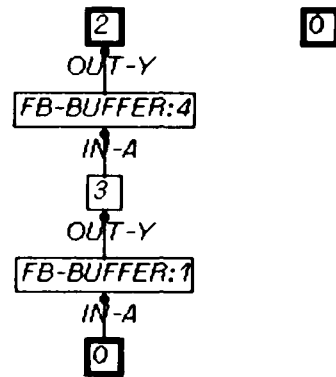 2 0
OUT-Y
FB-BUFFER:4
IN-A
3
OUT-Y
FB-BUFFER:1
IN-A
0